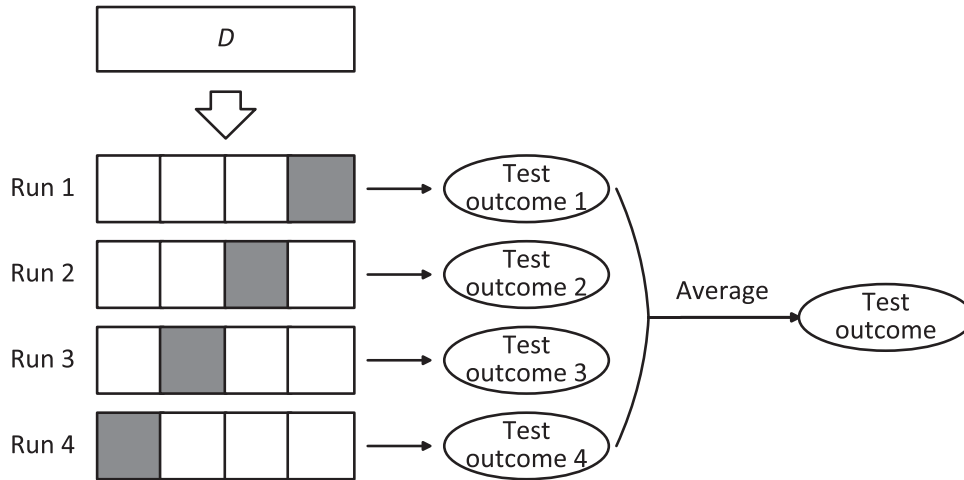 D
Run 1
Test
outcome 1
Run 2
Test
outcome 2
Average
Test
outcome
Run 3
Test
outcome 3
Run 4
Test
outcome 4